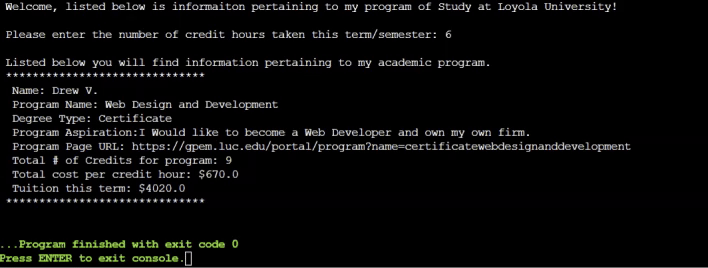 Welcome, listed below is informaiton pertaining to my program of Study at Loyola University!
Please enter the number of credit hours taken this term/semester: 6
Listed below you will find information pertaining to my academic program.
******************************
Name: Drew V.
Program Name: Web Design and Development
Degree Type: Certificate
Program Aspiration:I Would like to become a Web Developer and own my own firm.
Program Page URL: https://gpem.luc.edu/portal/program?name=certificatewebdesignanddevelopment
Total # of Credits for program: 9
Total cost per credit hour: $670.0
Tuition this term: $4020.0
******************************
...Program finished with exit code 0
Press ENTER to exit console.